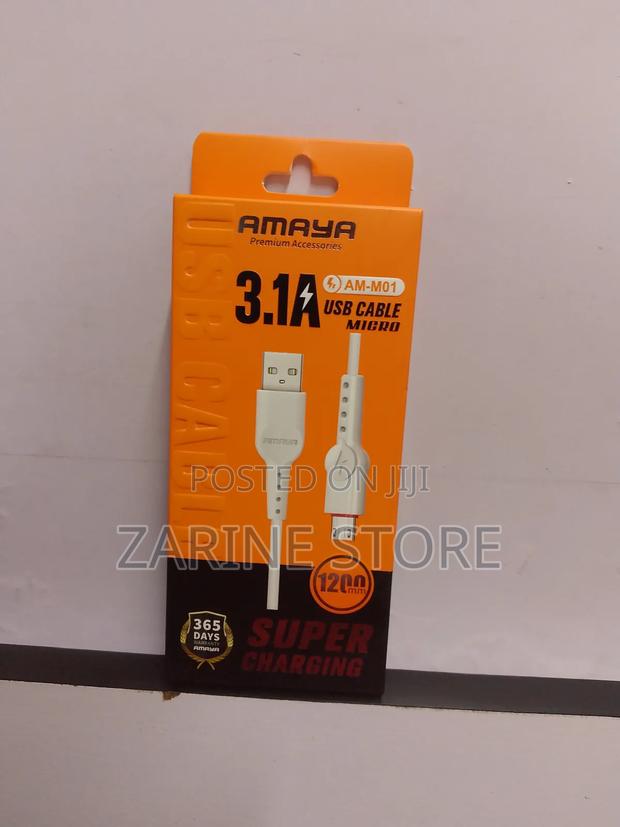 AMAYA
Premium Accessories
3.1A
AM-M01
USB CABLE
MICRO
USB CABLE
AMAYA
POSTED ON JIJI
ZARINE STORE
1200mm
365
DAYS
WARRANTY
AMAYA
SUPER
CHARGING